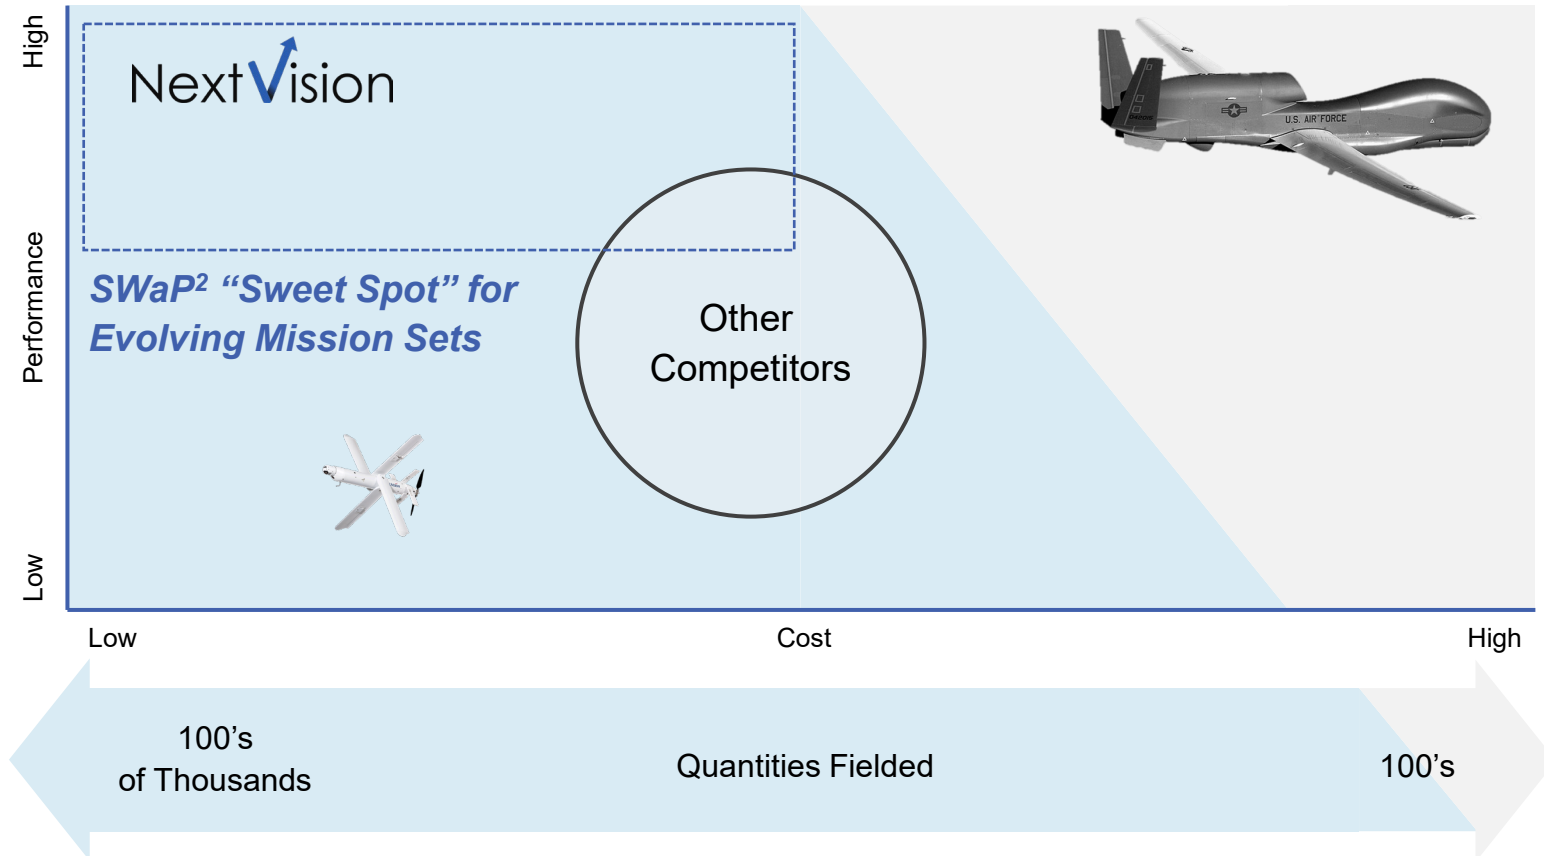 High
NextVision
U.S. AIR FORCE
Performance
SWaP² “Sweet Spot” for
Evolving Mission Sets
Other
Competitors
Low
Low
Cost
High
100’s
of Thousands
Quantities Fielded
100’s